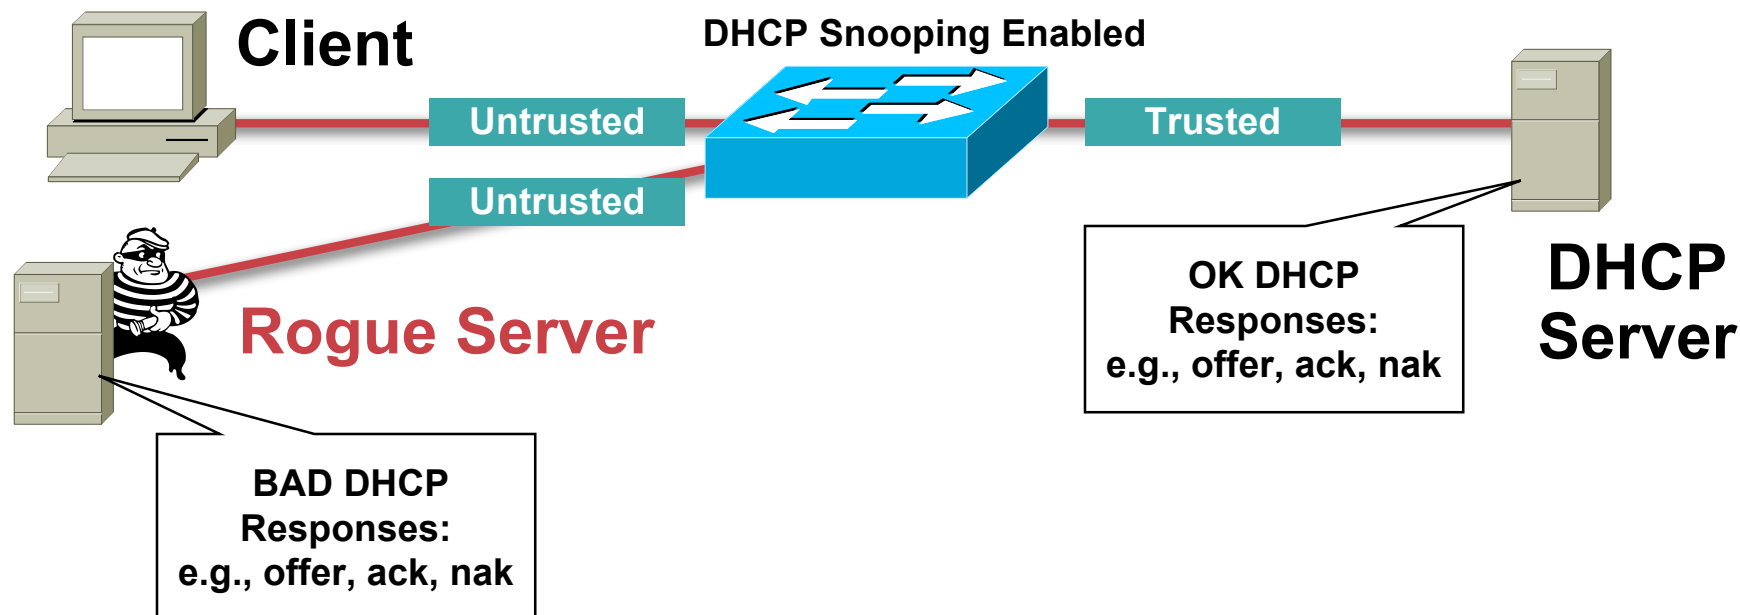 Client
DHCP Snooping Enabled
Untrusted
Trusted
Untrusted
Rogue Server
OK DHCP
Responses:
e.g., offer, ack, nak
DHCP
Server
BAD DHCP
Responses:
e.g., offer, ack, nak